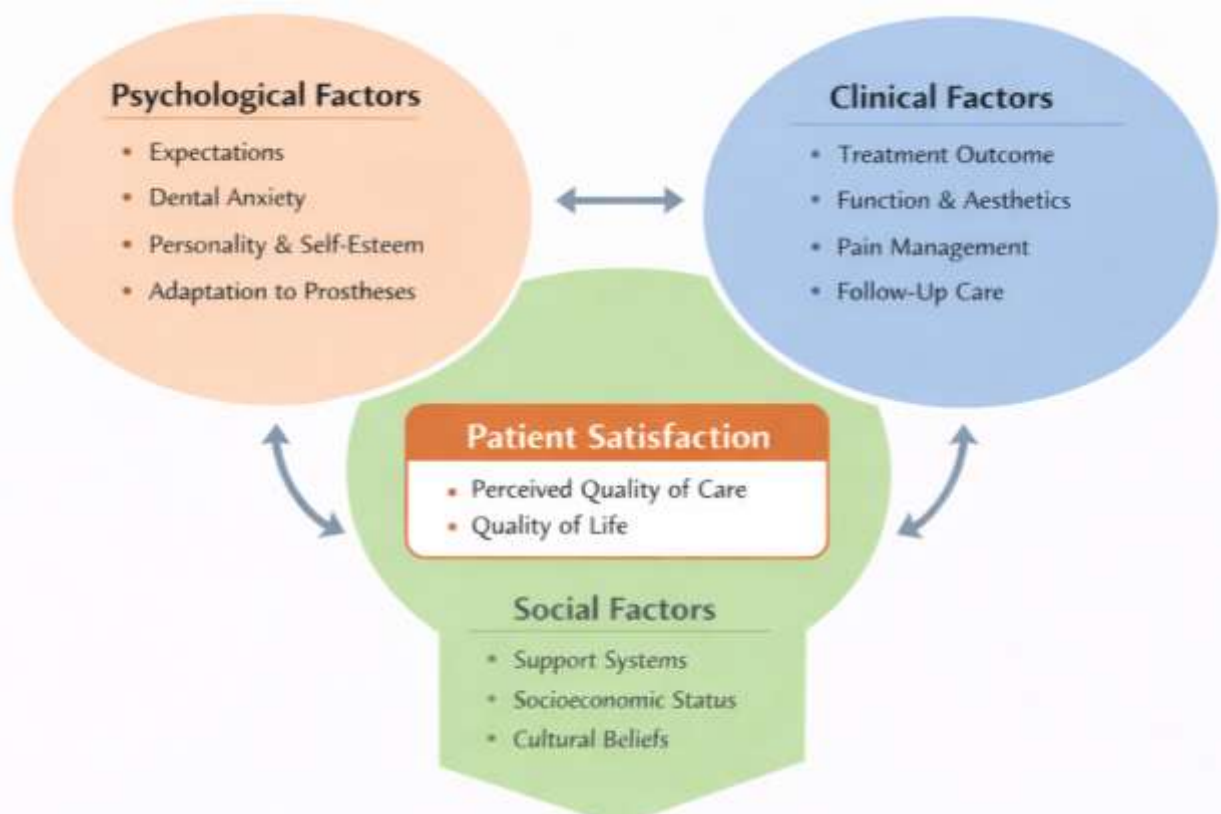 Psychological Factors
• Expectations
• Dental Anxiety
• Personality & Self-Esteem
• Adaptation to Prostheses
Clinical Factors
• Treatment Outcome
• Function & Aesthetics
• Pain Management
• Follow-Up Care
Patient Satisfaction
• Perceived Quality of Care
• Quality of Life
Social Factors
• Support Systems
• Socioeconomic Status
• Cultural Beliefs